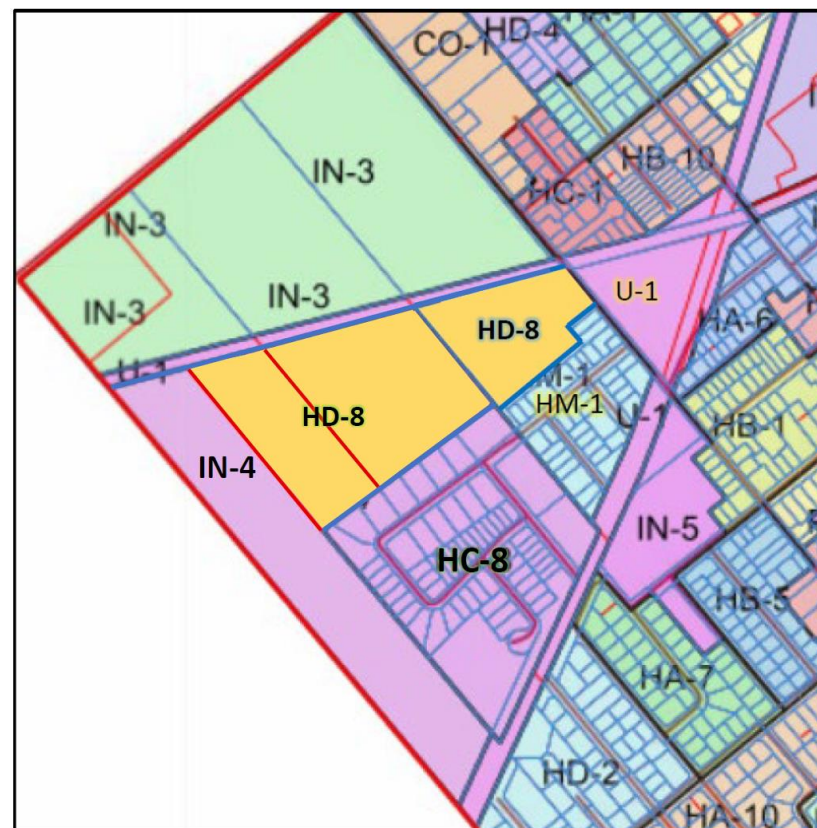 HD-4
CO-1
IN-3
HB-10
HC-1
IN-3
IN-3
IN-3
U-1
HA-6
HD-8
U-1
M-1
HM-1
U-1
HD-8
HB-1
IN-4
IN-5
HC-8
HB-5
HA-7
HD-2
HA-10